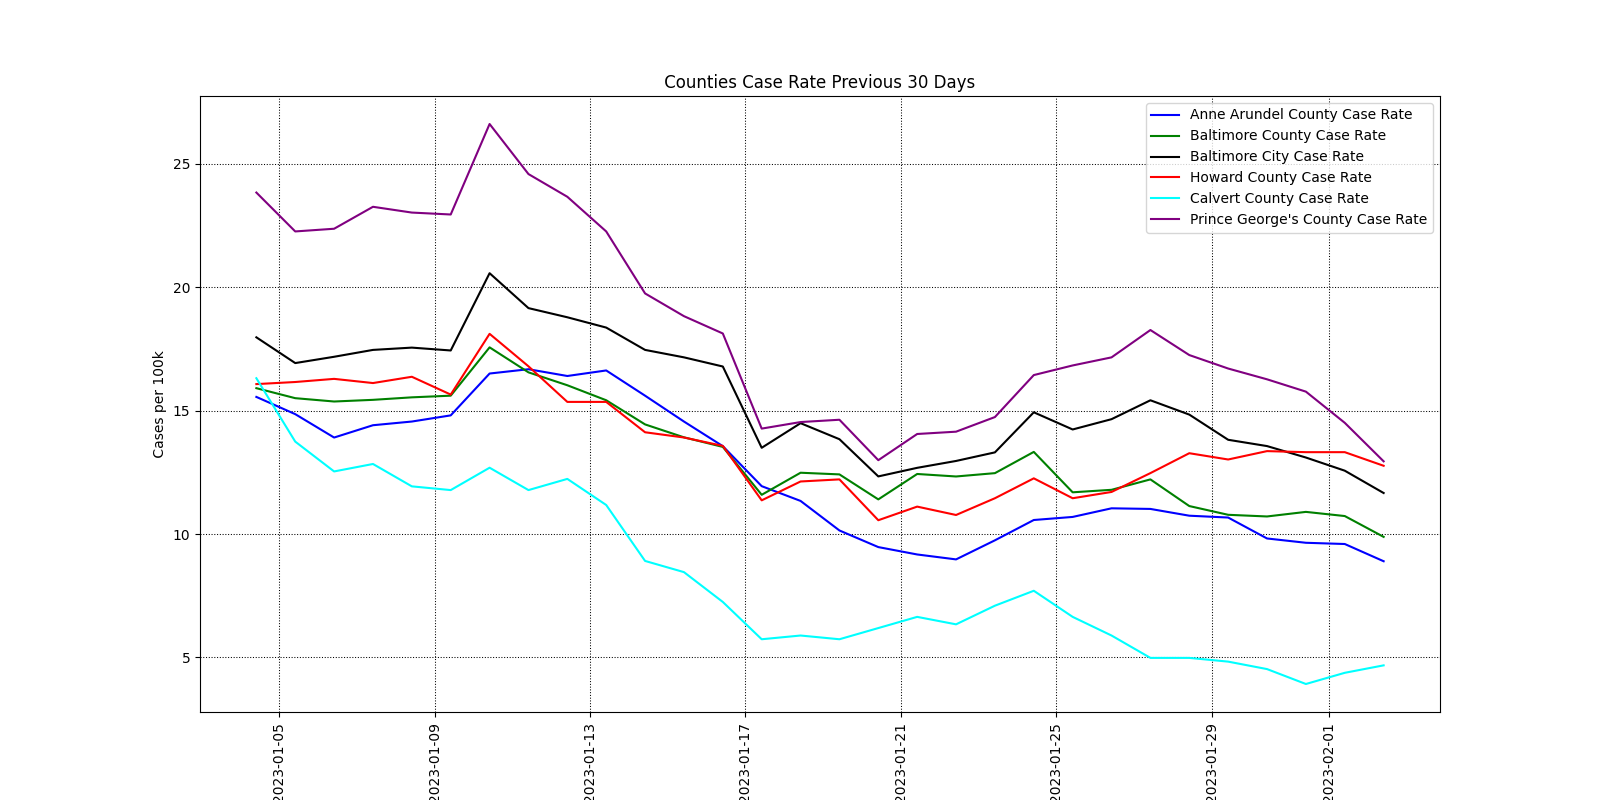 Counties Case Rate Previous 30 Days
Anne Arundel County Case Rate
Baltimore County Case Rate
Baltimore City Case Rate
Howard County Case Rate
Calvert County Case Rate
Prince George's County Case Rate
Cases per 100k
25
20
15
10
5
2023-01-05
2023-01-09
2023-01-13
2023-01-17
2023-01-21
2023-01-25
2023-01-29
2023-02-01